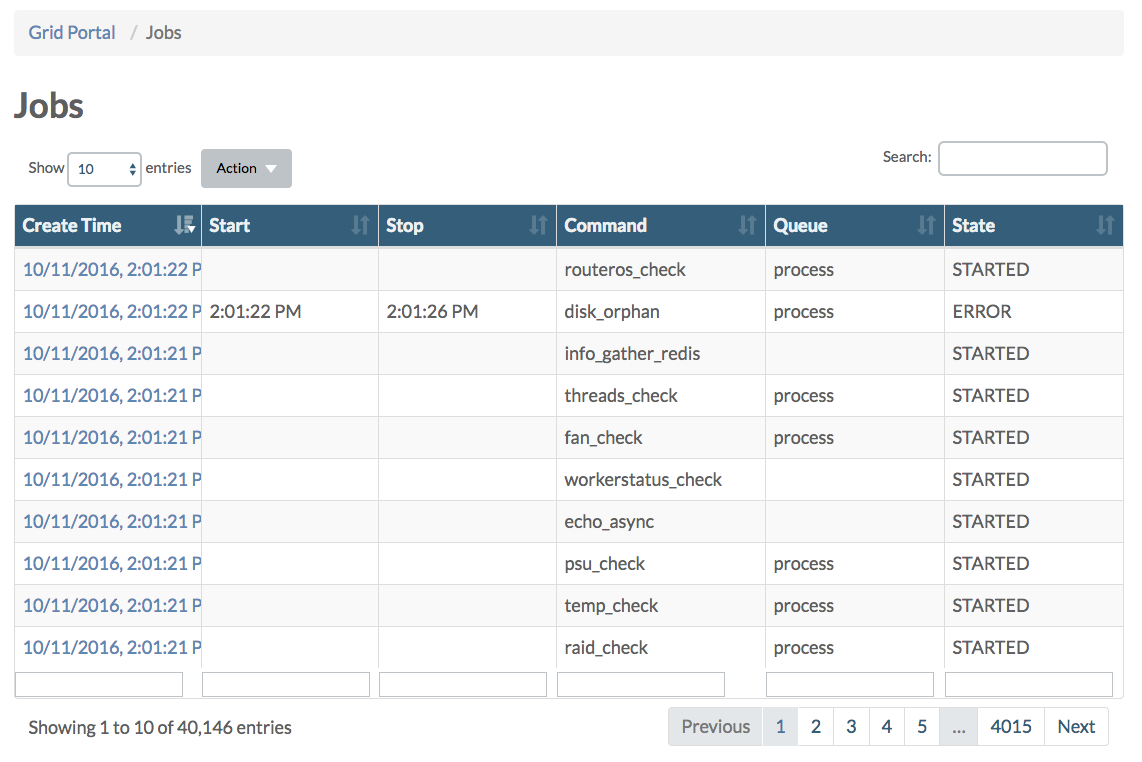 Grid Portal / Jobs
Jobs
Show 10 entries Action Search:
Create Time Start Stop Command Queue State
10/11/2016, 2:01:22 P routeros_check process STARTED
10/11/2016, 2:01:22 P 2:01:22 PM 2:01:26 PM disk_orphan process ERROR
10/11/2016, 2:01:21 P info_gather_redis STARTED
10/11/2016, 2:01:21 P threads_check process STARTED
10/11/2016, 2:01:21 P fan_check process STARTED
10/11/2016, 2:01:21 P workerstatus_check STARTED
10/11/2016, 2:01:21 P echo_async STARTED
10/11/2016, 2:01:21 P psu_check process STARTED
10/11/2016, 2:01:21 P temp_check process STARTED
10/11/2016, 2:01:21 P raid_check process STARTED
Showing 1 to 10 of 40,146 entries Previous 1 2 3 4 5 ... 4015 Next